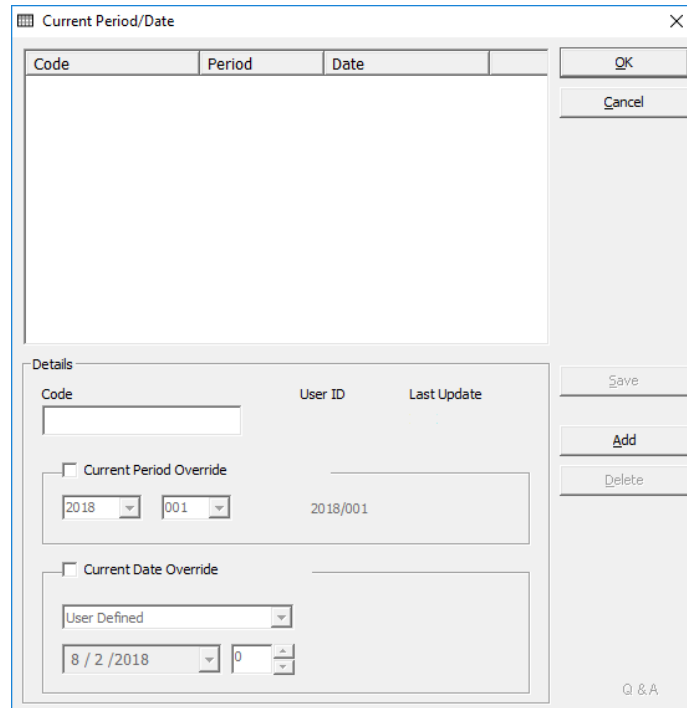 Current Period/Date
Code Period Date
OK
Cancel
Details
Code User ID Last Update
Save
Add
Delete
Current Period Override
2018 001 2018/001
Current Date Override
User Defined
8 / 2 /2018 0
Q & A